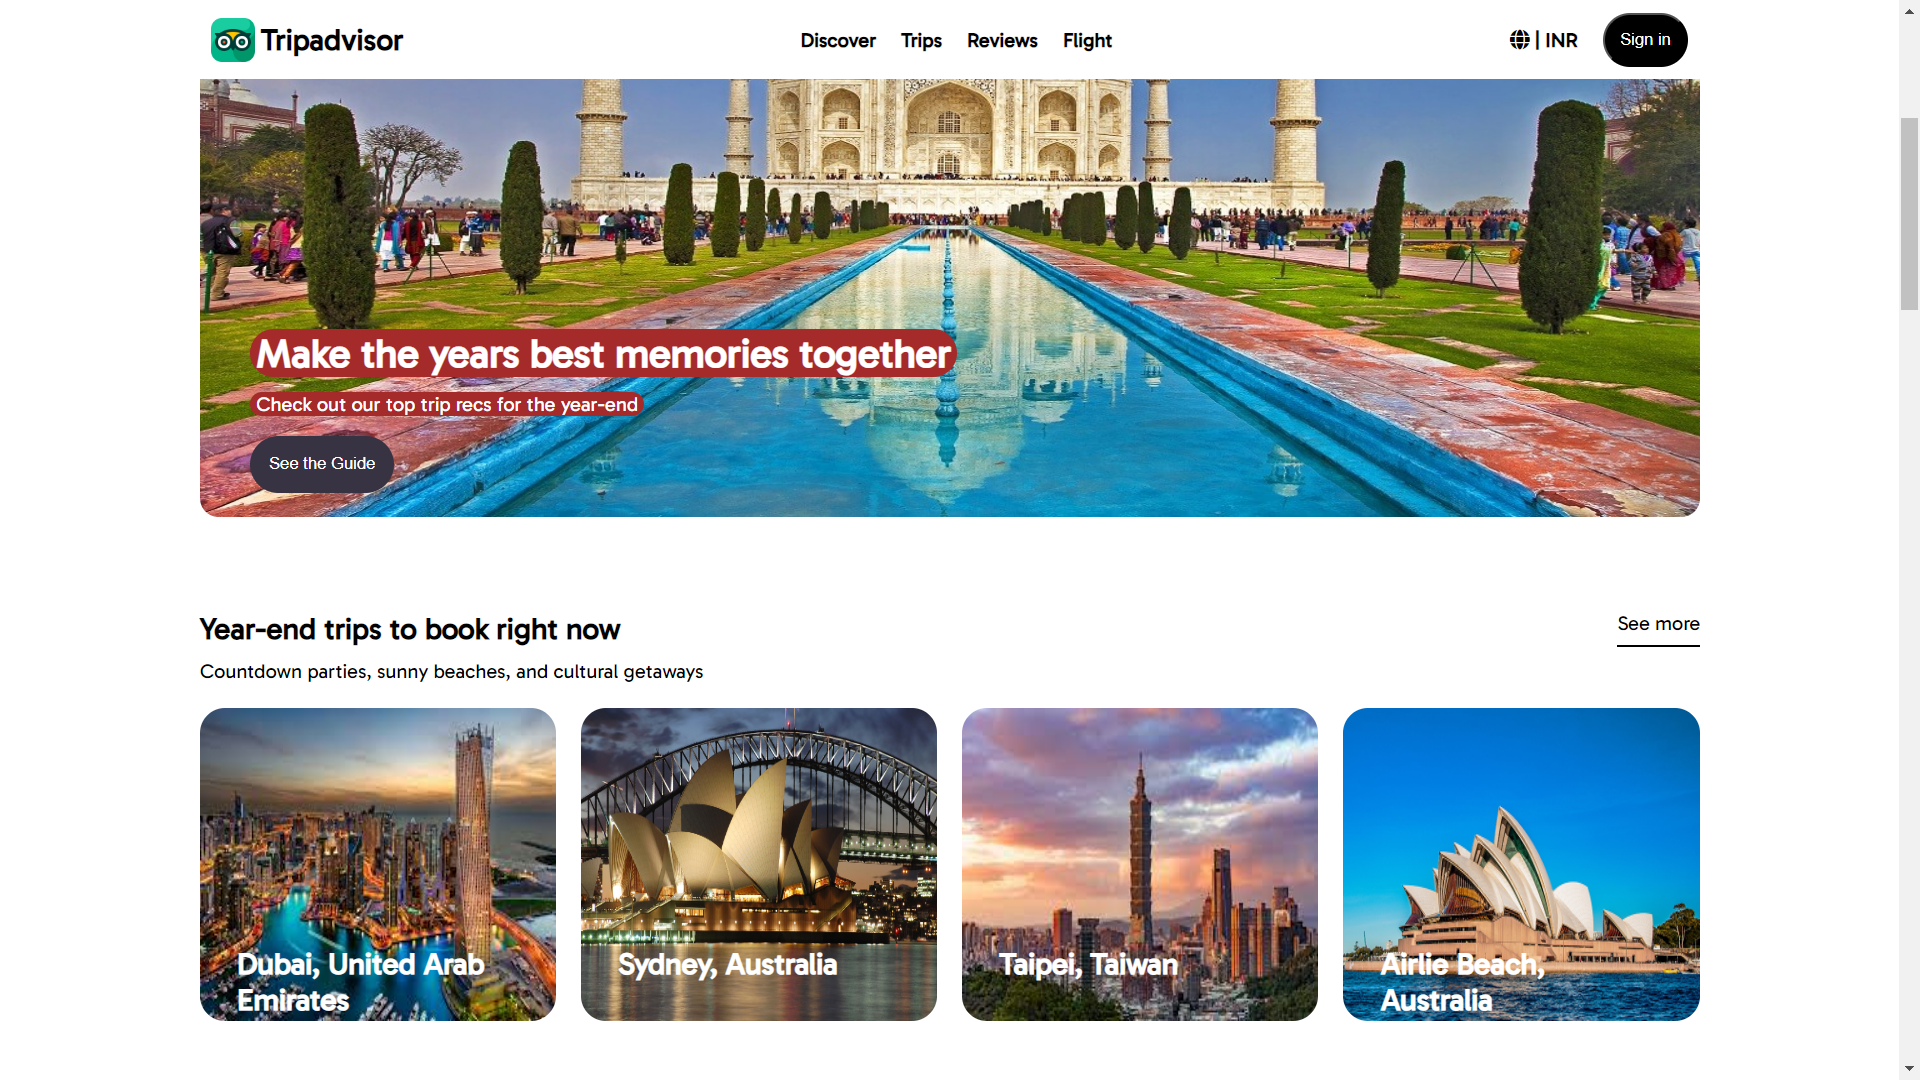 Tripadvisor
Discover Trips Reviews Flight
| INR
Sign in
Make the years best memories together
Check out our top trip recs for the year-end
See the Guide
Year-end trips to book right now
See more
Countdown parties, sunny beaches, and cultural getaways
Dubai, United Arab
Emirates
Sydney, Australia
Taipei, Taiwan
Airlie Beach,
Australia